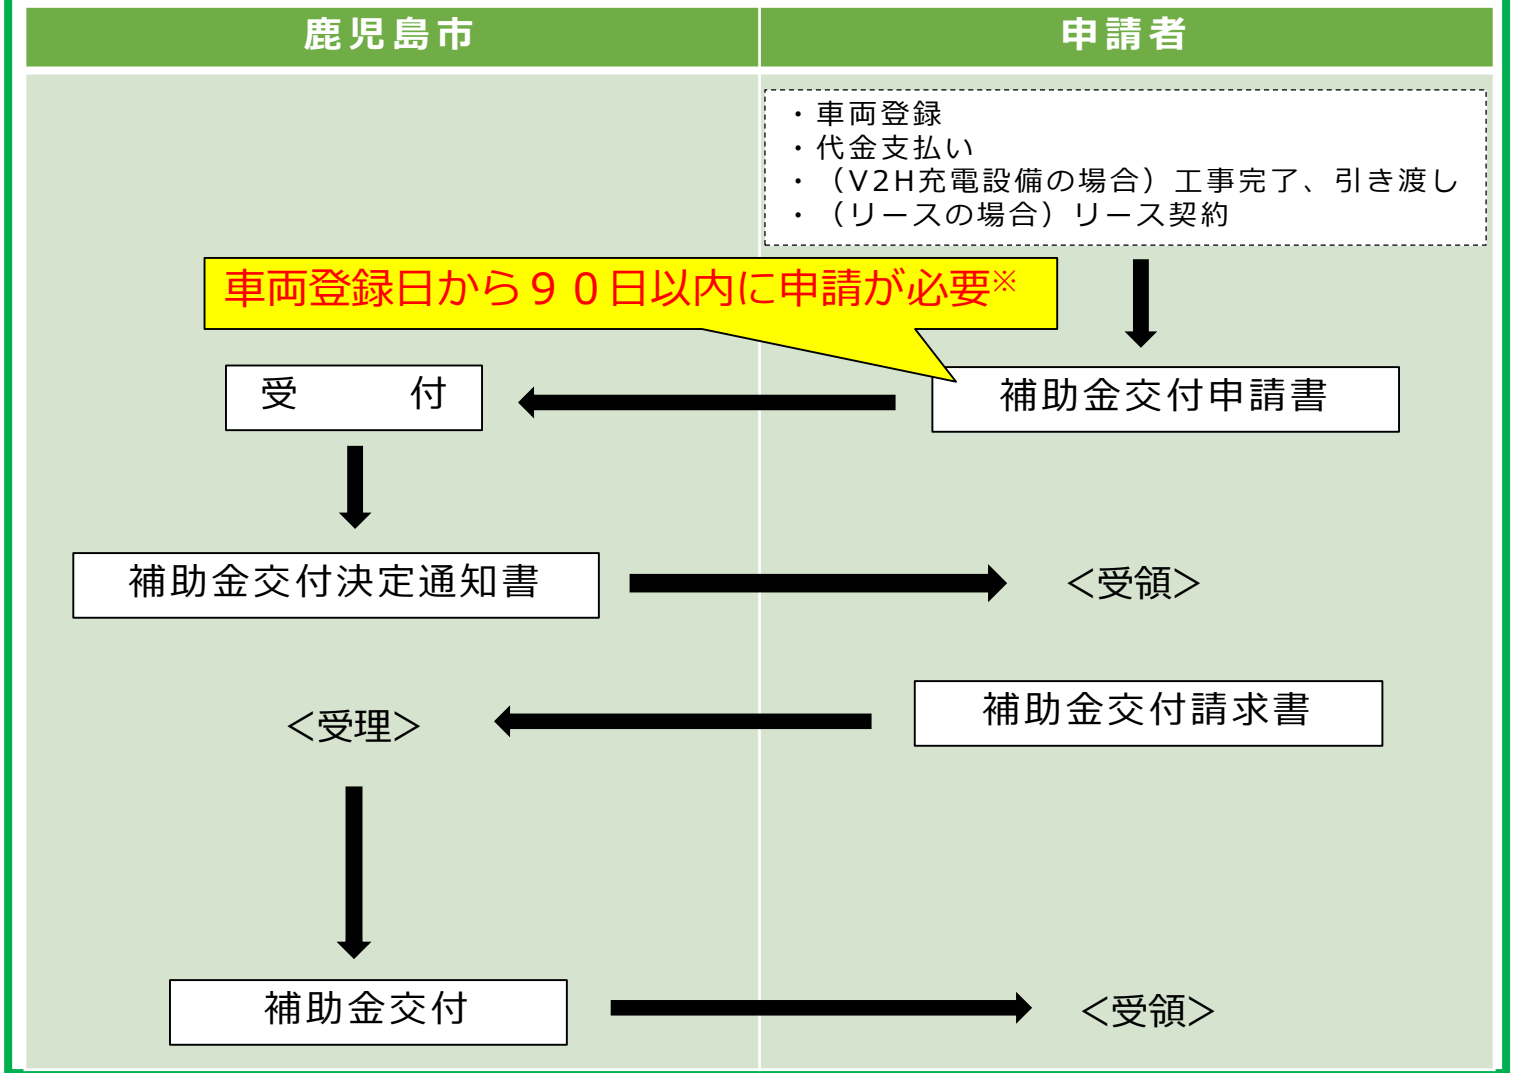 鹿児島市
申請者
・車両登録
・代金支払い
・（V2H充電設備の場合）工事完了、引き渡し
・（リースの場合）リース契約
車両登録日から９０日以内に申請が必要※
受　　付
補助金交付申請書
補助金交付決定通知書
＜受領＞
＜受理＞
補助金交付請求書
補助金交付
＜受領＞